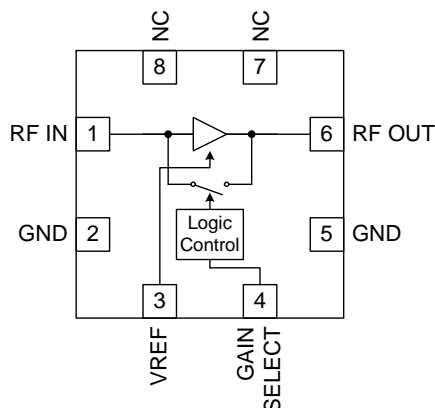 NC
NC
8
7
RF IN
1
6
RF OUT
GND
2
Logic
Control
5
GND
3
4
VREF
GAIN
SELECT